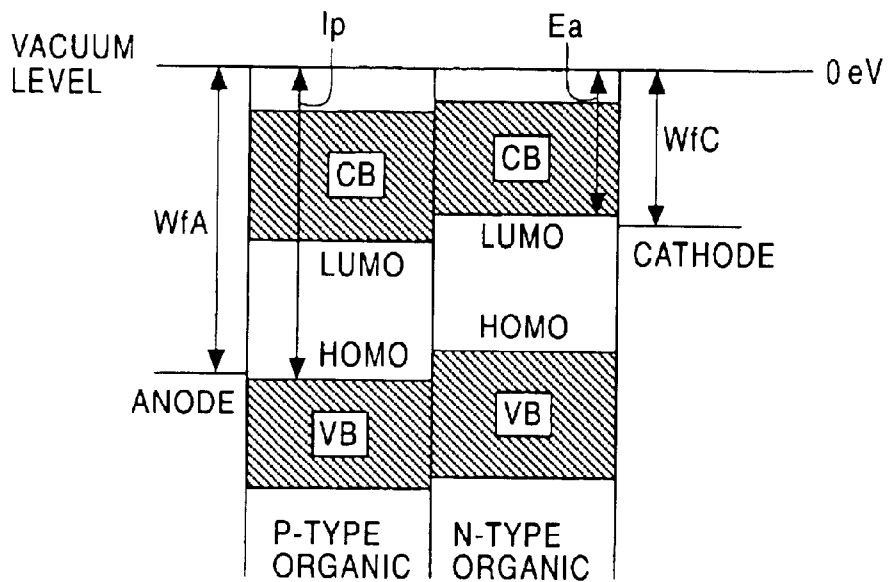 Ip
Ea
VACUUM
LEVEL
0 eV
CB
CB
WfC
WfA
LUMO
LUMO
CATHODE
HOMO
HOMO
ANODE
VB
VB
P-TYPE
ORGANIC
N-TYPE
ORGANIC